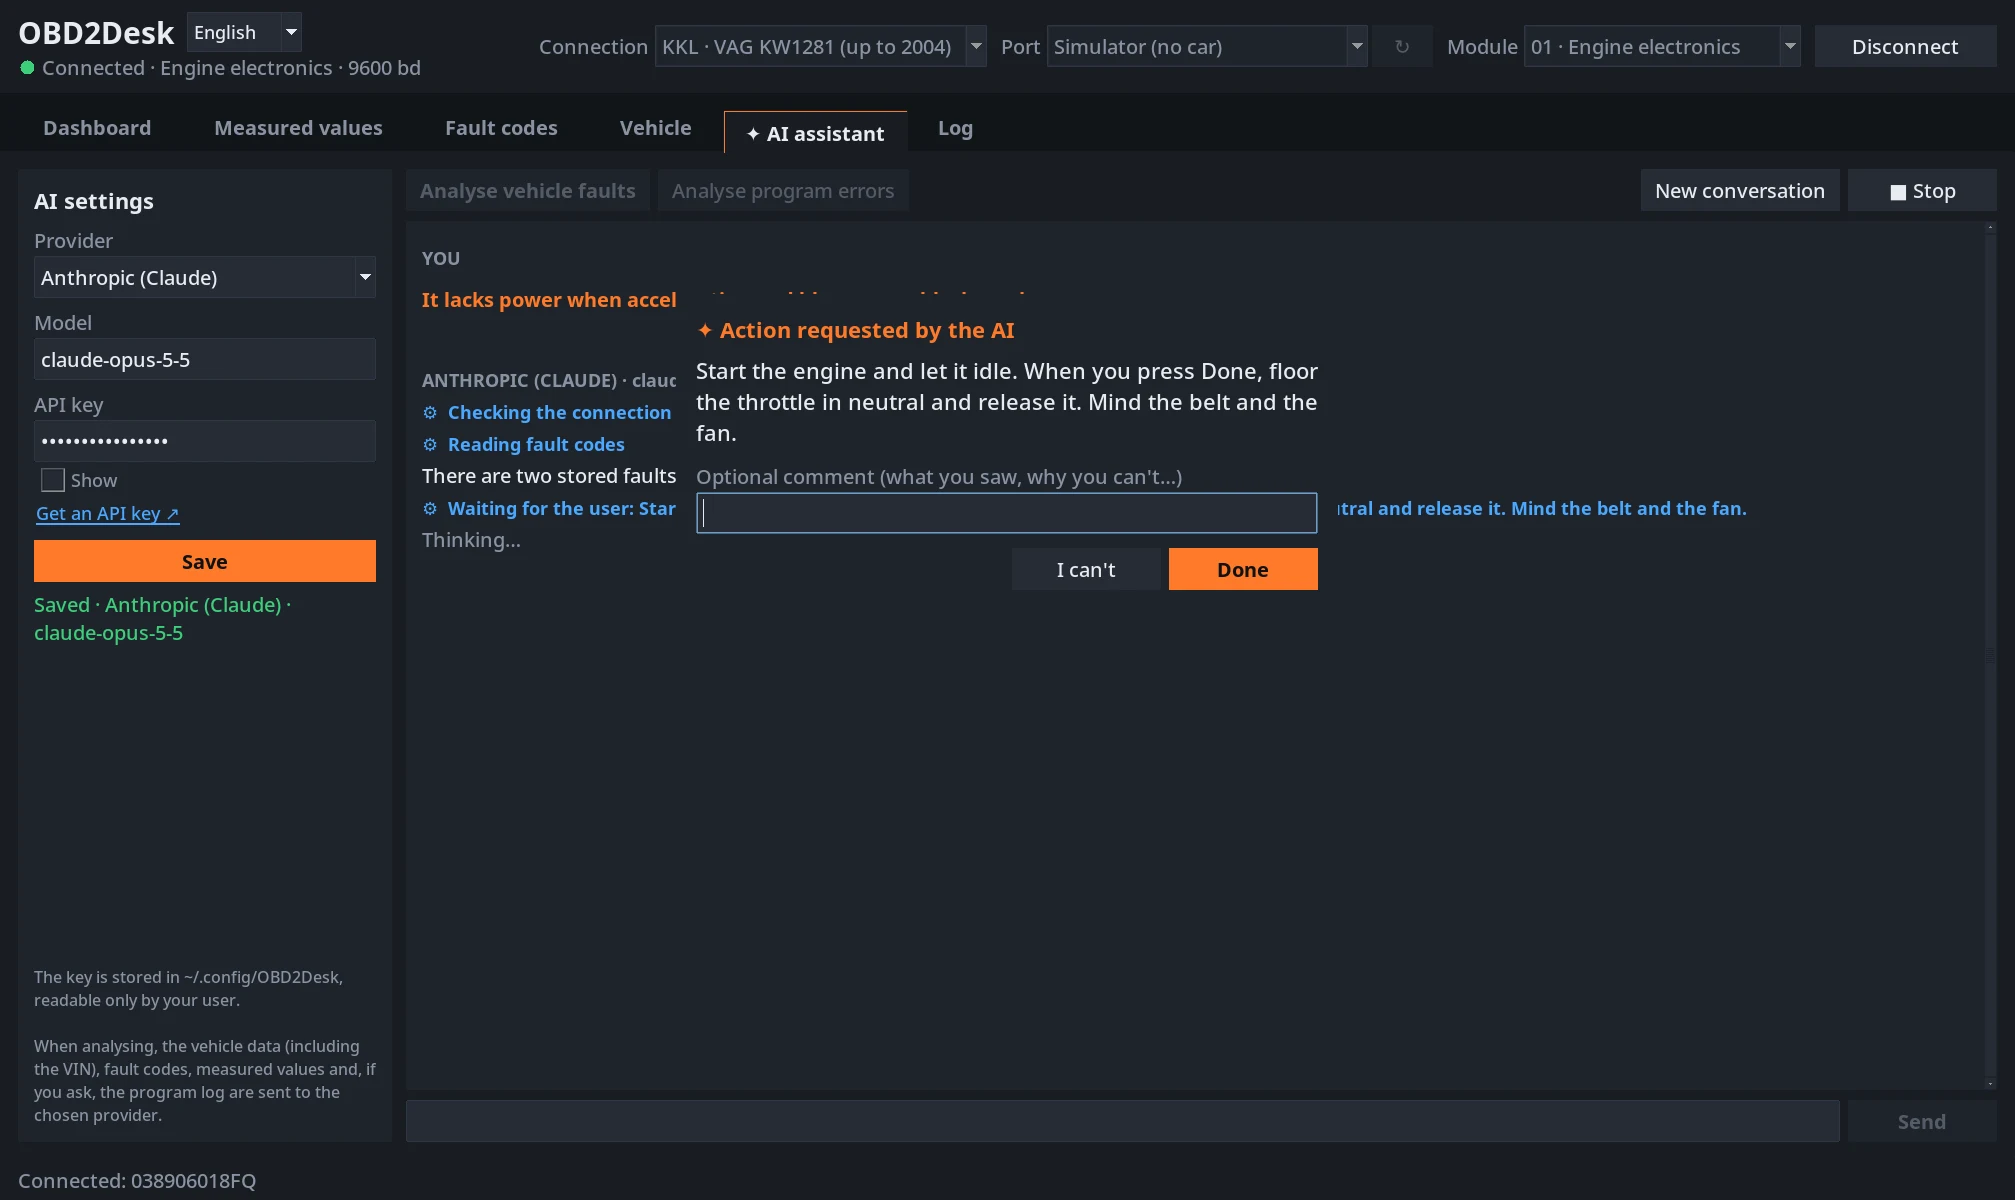 OBD2Desk
English
Connected · Engine electronics · 9600 bd
Connection
KKL · VAG KW1281 (up to 2004)
Port
Simulator (no car)
↻
Module
01 · Engine electronics
Disconnect
Dashboard
Measured values
Fault codes
Vehicle
✦ AI assistant
Log
AI settings
Provider
Anthropic (Claude)
Model
claude-opus-5-5
API key
••••••••••••••••
Show
Get an API key ↗
Save
Saved · Anthropic (Claude) ·
claude-opus-5-5
The key is stored in ~/.config/OBD2Desk,
readable only by your user.
When analysing, the vehicle data (including
the VIN), fault codes, measured values and, if
you ask, the program log are sent to the
chosen provider.
Analyse vehicle faults
Analyse program errors
New conversation
■ Stop
YOU
It lacks power when accel
ANTHROPIC (CLAUDE) ·
⚙ Checking the connection
⚙ Reading fault codes
There are two stored faults
⚙ Waiting for the user: Star
and release it. Mind the belt and the fan.
Thinking...
✦ Action requested by the AI
Start the engine and let it idle. When you press Done, floor
the throttle in neutral and release it. Mind the belt and the
fan.
Optional comment (what you saw, why you can't...)
I can't
Done
Send
Connected: 038906018FQ